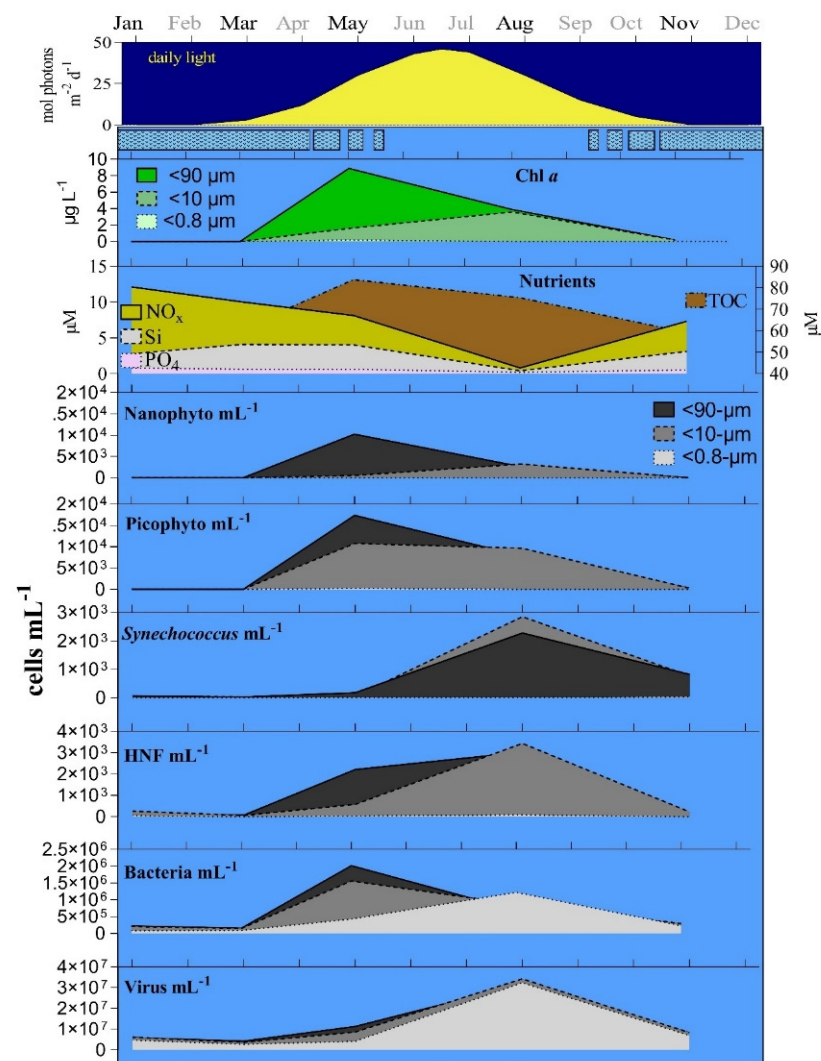 Jan Feb Mar Apr May Jun Jul Aug Sep Oct Nov Dec
mol photons
m⁻² d⁻¹
50
25
0
daily light
µg L⁻¹
10
8
6
4
2
0
<90 µm
<10 µm
<0.8 µm
Chl a
µM
15
10
5
0
NOₓ
Si
PO₄
Nutrients
TOC
90
80
70
60
50
40
µM
cells mL⁻¹
2×10⁴
.5×10⁴
1×10⁴
5×10³
0
Nanophyto mL⁻¹
<90-µm
<10-µm
<0.8-µm
2×10⁴
.5×10⁴
1×10⁴
5×10³
0
Picophyto mL⁻¹
3×10³
2×10³
1×10³
0
Synechococcus mL⁻¹
4×10³
3×10³
2×10³
1×10³
0
HNF mL⁻¹
2.5×10⁶
2×10⁶
1.5×10⁶
1×10⁶
5×10⁵
0
Bacteria mL⁻¹
4×10⁷
3×10⁷
2×10⁷
1×10⁷
0
Virus mL⁻¹